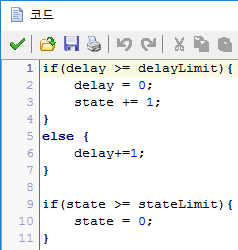 코드
1 if(delay >= delayLimit){
2     delay = 0;
3     state += 1;
4 }
5 else {
6     delay+=1;
7 }
8
9 if(state >= stateLimit){
10     state = 0;
11 }